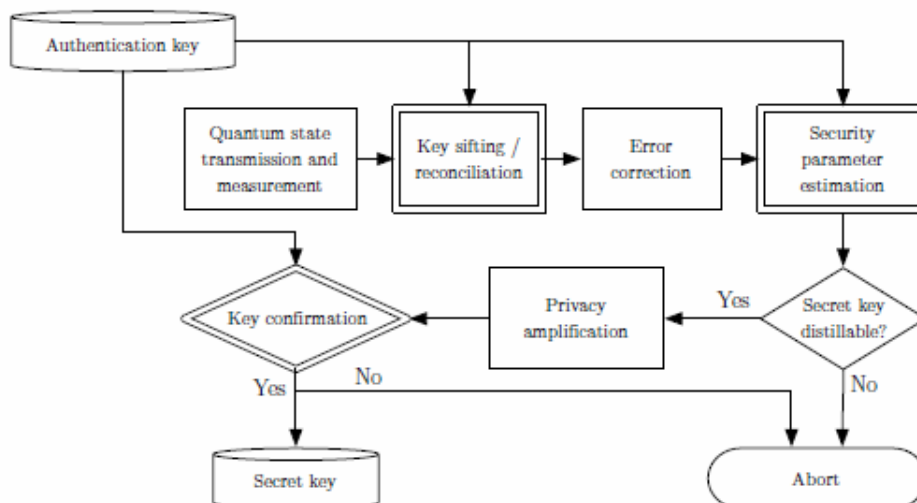 Authentication key
Quantum state
transmission and
measurement
Key sifting /
reconciliation
Error
correction
Security
parameter
estimation
Key confirmation
Privacy
amplification
Yes
Secret key
distillable?
Yes
No
No
Secret key
Abort